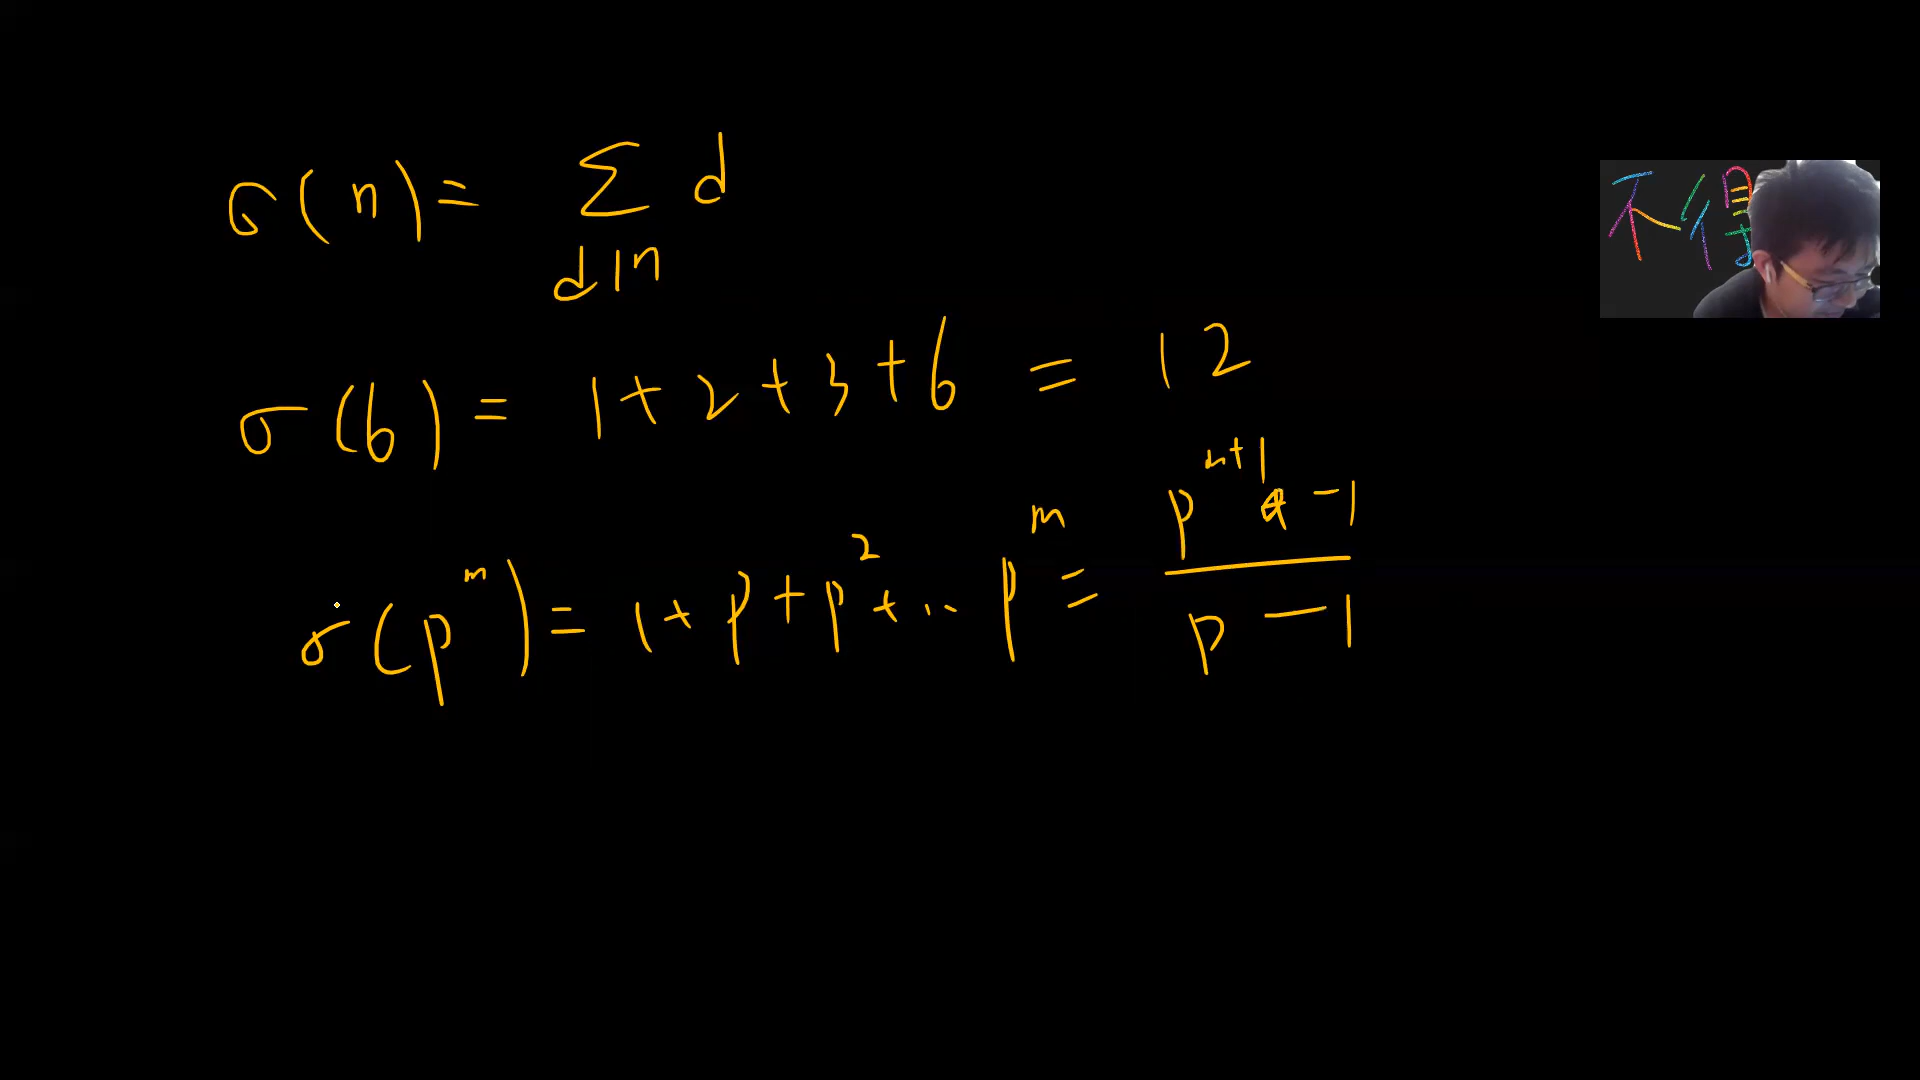 σ(n) = Σ d
d|n
σ(6) = 1+2+3+6 = 12
σ(p^m) = 1+p+p^2+.. p^m = (p^{m+1} -1)/(p-1)
不得